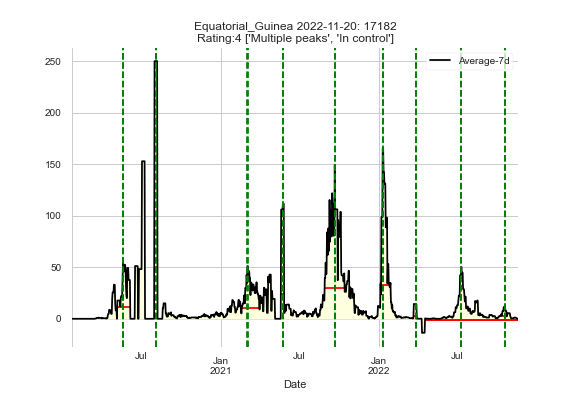 Equatorial_Guinea 2022-11-20: 17182
Rating:4 ['Multiple peaks', 'In control']
Average-7d
250
200
150
100
50
0
Jul
Jan
2021
Jul
Jan
2022
Jul
Date